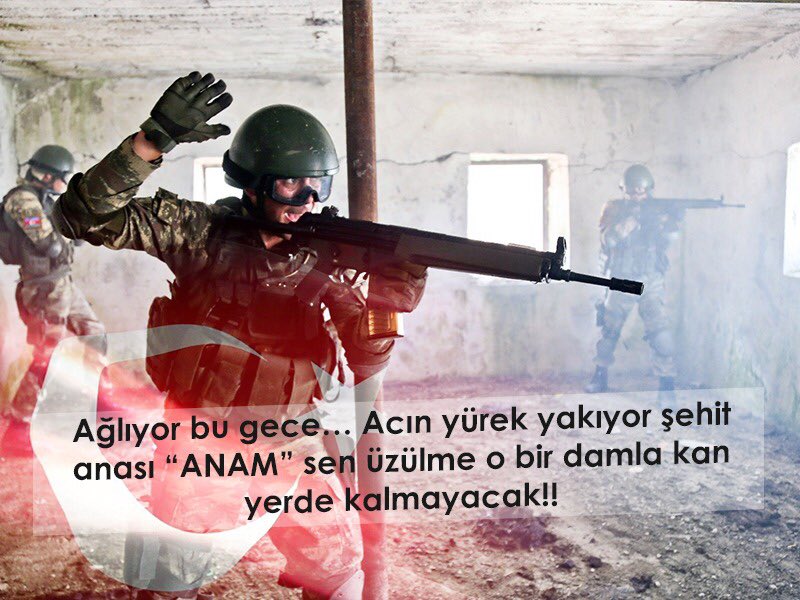 Ağlıyor bu gece… Acın yürek yakıyor şehit
anası “ANAM” sen üzülme o bir damla kan
yerde kalmayacak!!